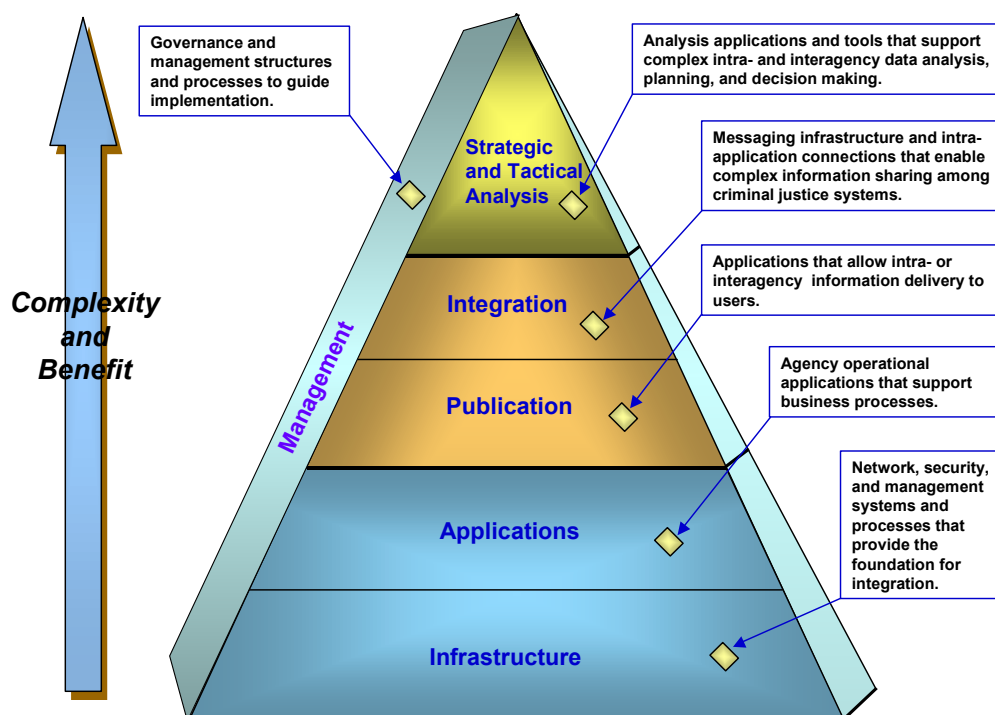 Governance and
management structures
and processes to guide
implementation.
Analysis applications and tools that support
complex intra- and interagency data analysis,
planning, and decision making.
Messaging infrastructure and intra-
application connections that enable
complex information sharing among
criminal justice systems.
Applications that allow intra- or
interagency information delivery to
users.
Agency operational
applications that support
business processes.
Network, security,
and management
systems and
processes that
provide the
foundation for
integration.
Complexity
and
Benefit
Management
Strategic
and Tactical
Analysis
Integration
Publication
Applications
Infrastructure